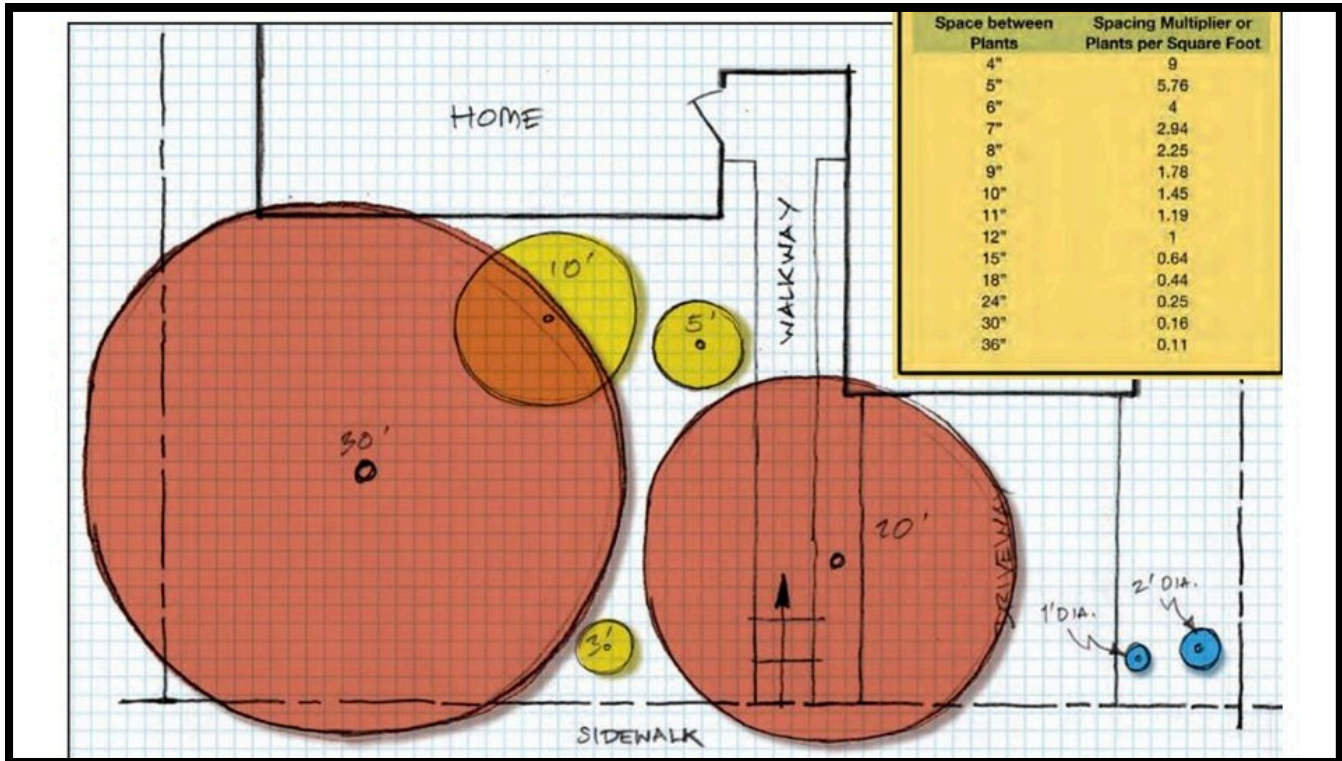 Space between Plants
Spacing Multiplier or Plants per Square Foot
4" 9
5" 5.76
6" 4
7" 2.94
8" 2.25
9" 1.78
10" 1.45
11" 1.19
12" 1
15" 0.64
18" 0.44
24" 0.25
30" 0.16
36" 0.11
HOME
WALKWAY
10'
5'
30'
20'
DRIVEWAY
3'
1' DIA.
2' DIA.
SIDEWALK